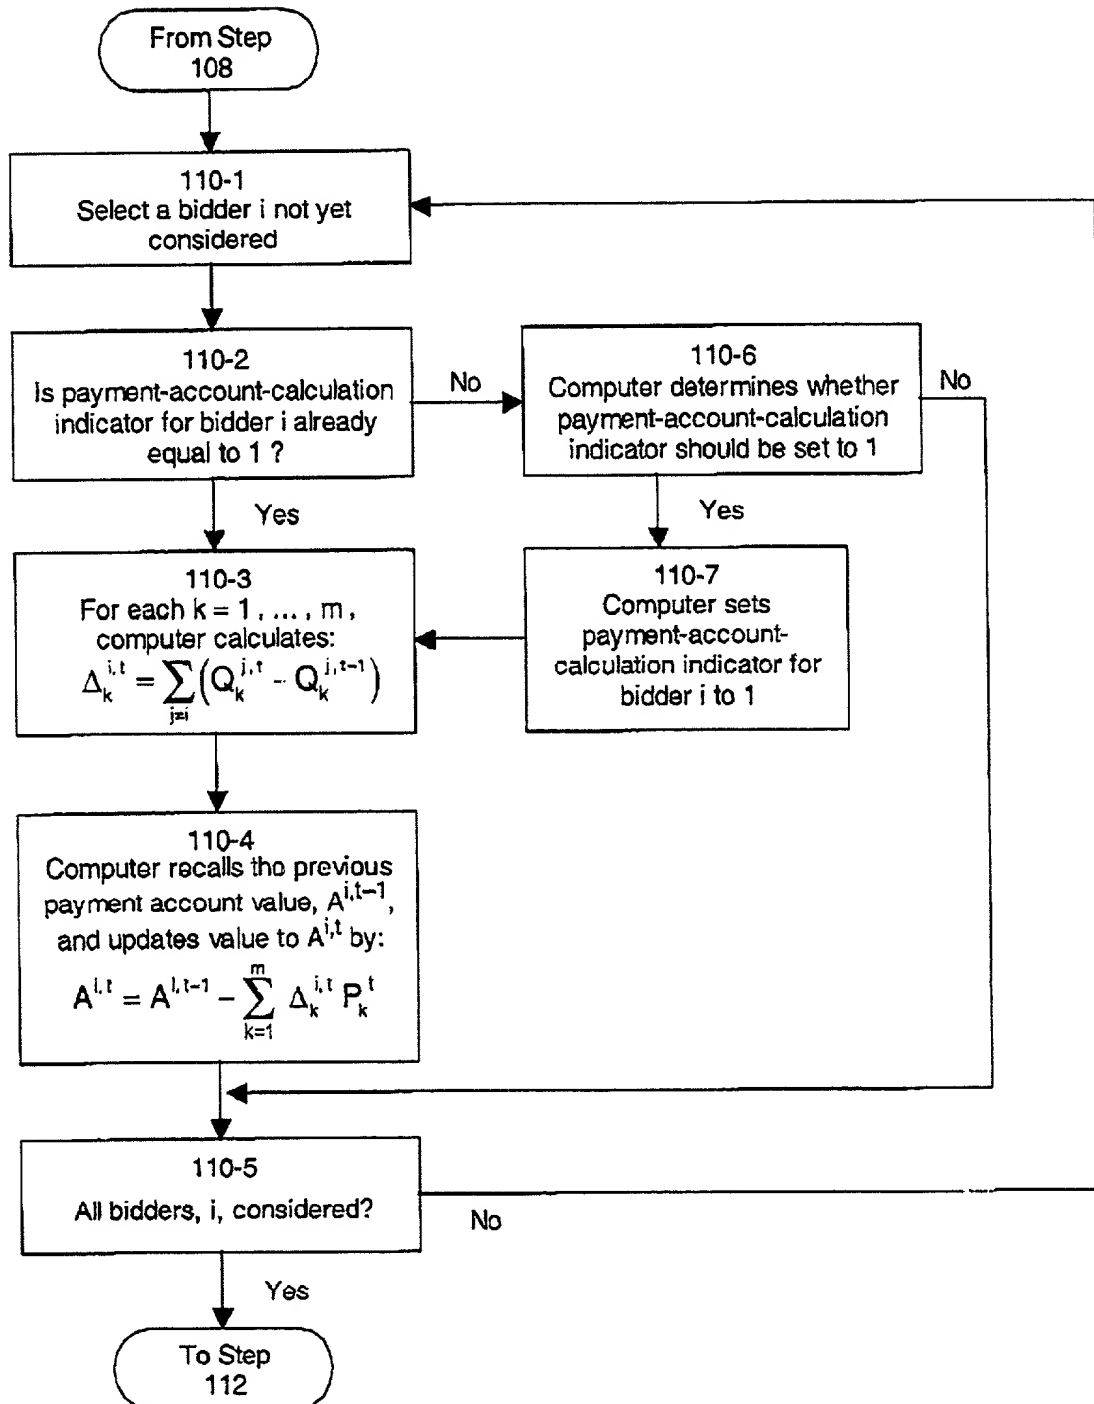 From Step
108
110-1
Select a bidder i not yet
considered
110-2
Is payment-account-calculation
indicator for bidder i already
equal to 1 ?
No
110-6
Computer determines whether
payment-account-calculation
indicator should be set to 1
No
Yes
Yes
110-3
For each k = 1 , ... , m ,
computer calculates:
Δ_k^{i,t} = ∑_{j≠i} (Q_k^{j,t} - Q_k^{j,t-1})
110-7
Computer sets
payment-account-
calculation indicator for
bidder i to 1
110-4
Computer recalls the previous
payment account value, A^{i,t-1},
and updates value to A^{i,t} by:
A^{i,t} = A^{i,t-1} - ∑_{k=1}^{m} Δ_k^{i,t} P_k^t
110-5
All bidders, i, considered?
No
Yes
To Step
112